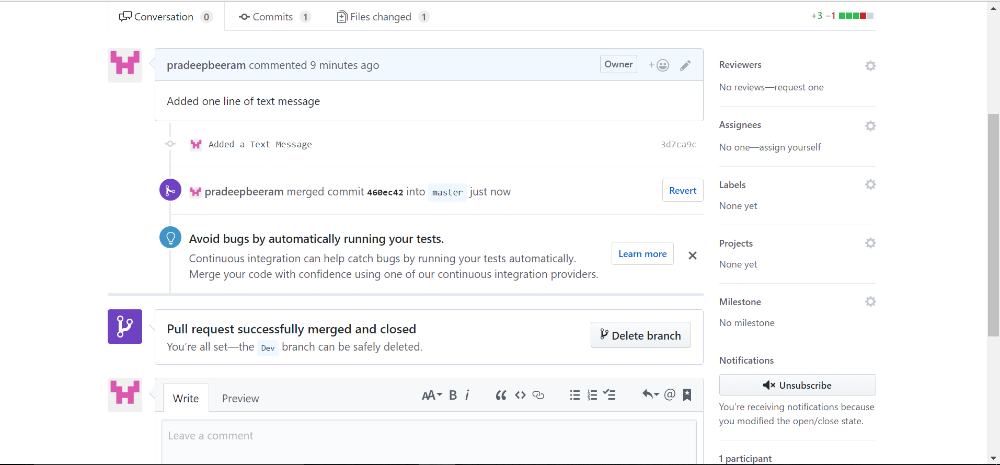 Conversation 0 Commits 1 Files changed 1 +3 −1
pradeepbeeram commented 9 minutes ago Owner +
Added one line of text message
Added a Text Message 3d7ca9c
pradeepbeeram merged commit 460ec42 into master just now Revert
Avoid bugs by automatically running your tests.
Continuous integration can help catch bugs by running your tests automatically.
Merge your code with confidence using one of our continuous integration providers.
Learn more
Pull request successfully merged and closed
You’re all set—the Dev branch can be safely deleted.
Delete branch
Write Preview AA B i “ <> @
Leave a comment
Reviewers
No reviews—request one
Assignees
No one—assign yourself
Labels
None yet
Projects
None yet
Milestone
No milestone
Notifications
Unsubscribe
You’re receiving notifications because
you modified the open/close state.
1 participant